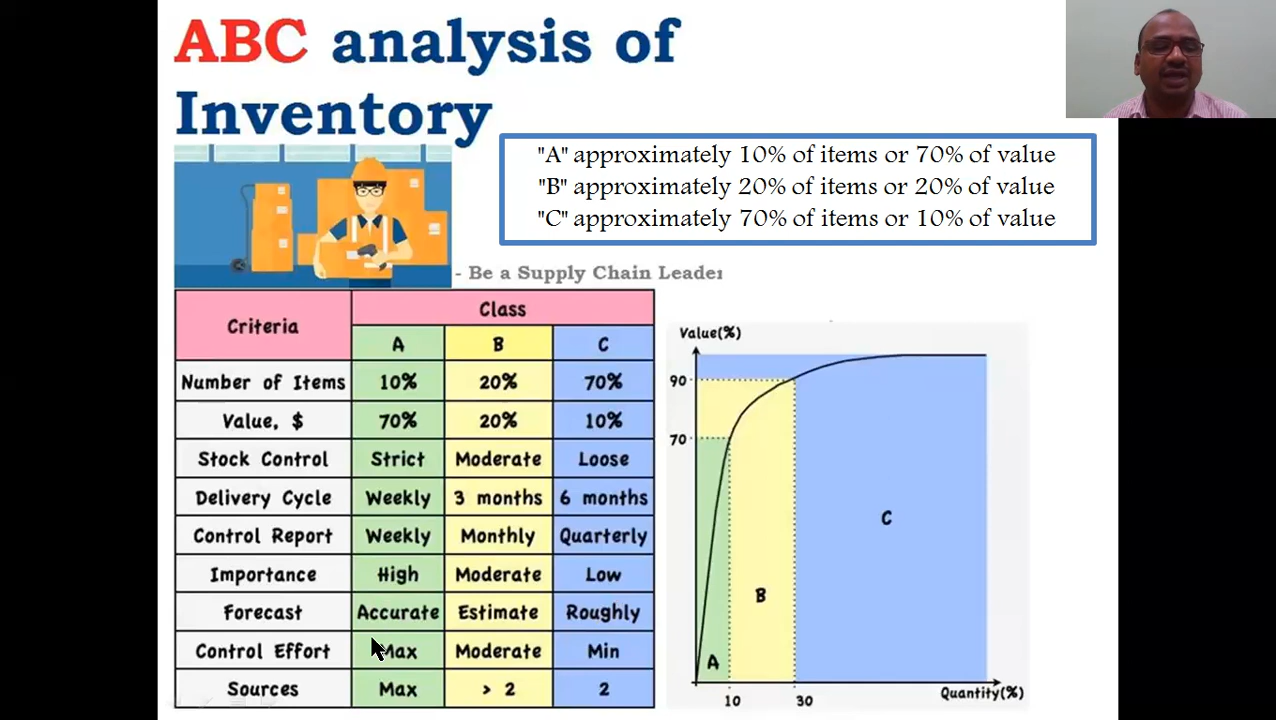 ABC analysis of
Inventory
"A" approximately 10% of items or 70% of value
"B" approximately 20% of items or 20% of value
"C" approximately 70% of items or 10% of value
- Be a Supply Chain Leader
Criteria
Class
A B C
Number of Items 10% 20% 70%
Value, $ 70% 20% 10%
Stock Control Strict Moderate Loose
Delivery Cycle Weekly 3 months 6 months
Control Report Weekly Monthly Quarterly
Importance High Moderate Low
Forecast Accurate Estimate Roughly
Control Effort Max Moderate Min
Sources Max > 2 2
Value(%)
90
70
C
B
A
Quantity(%)
10 30